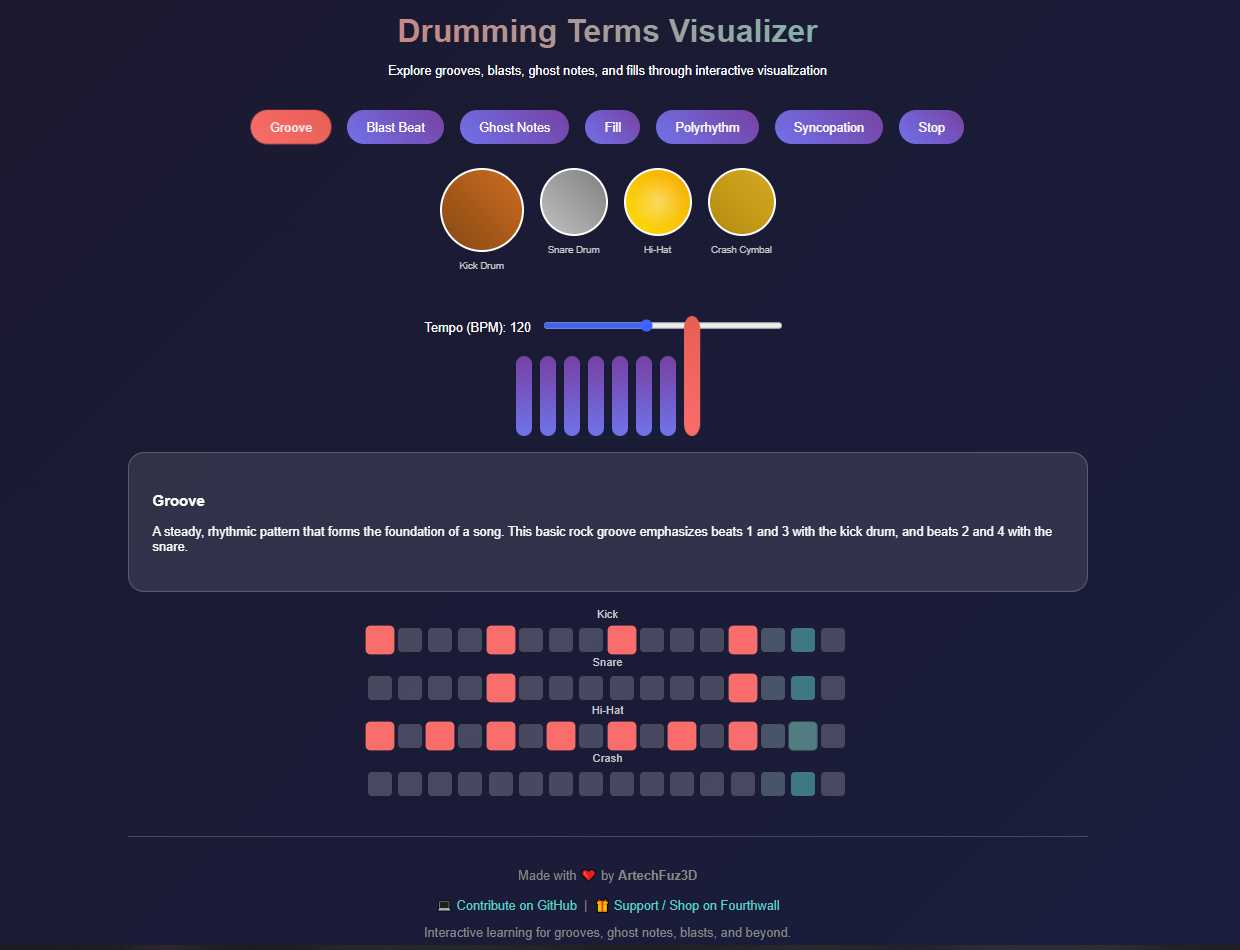 Drumming Terms Visualizer
Explore grooves, blasts, ghost notes, and fills through interactive visualization
Groove Blast Beat Ghost Notes Fill Polyrhythm Syncopation Stop
Kick Drum Snare Drum Hi-Hat Crash Cymbal
Tempo (BPM): 120
Groove
A steady, rhythmic pattern that forms the foundation of a song. This basic rock groove emphasizes beats 1 and 3 with the kick drum, and beats 2 and 4 with the
snare.
Kick
Snare
Hi-Hat
Crash
Made with ❤️ by ArtechFuz3D
💻 Contribute on GitHub | 🎁 Support / Shop on Fourthwall
Interactive learning for grooves, ghost notes, blasts, and beyond.